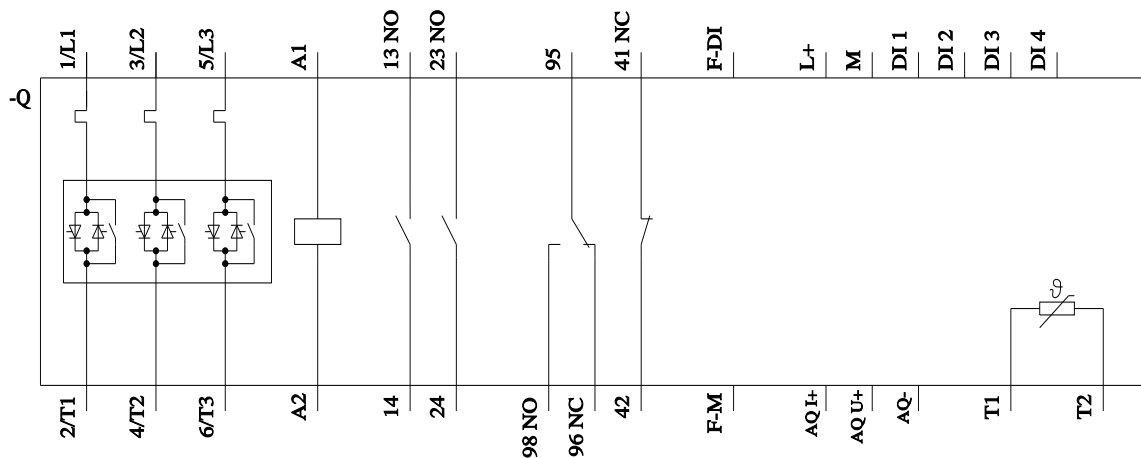 1/L1
3/L2
5/L3
A1
13 NO
23 NO
95
41 NC
F-DI
L+
M
DI 1
DI 2
DI 3
DI 4
-Q
ϑ
2/T1
4/T2
6/T3
A2
14
24
98 NO
96 NC
42
F-M
AQ I+
AQ U+
AQ-
T1
T2